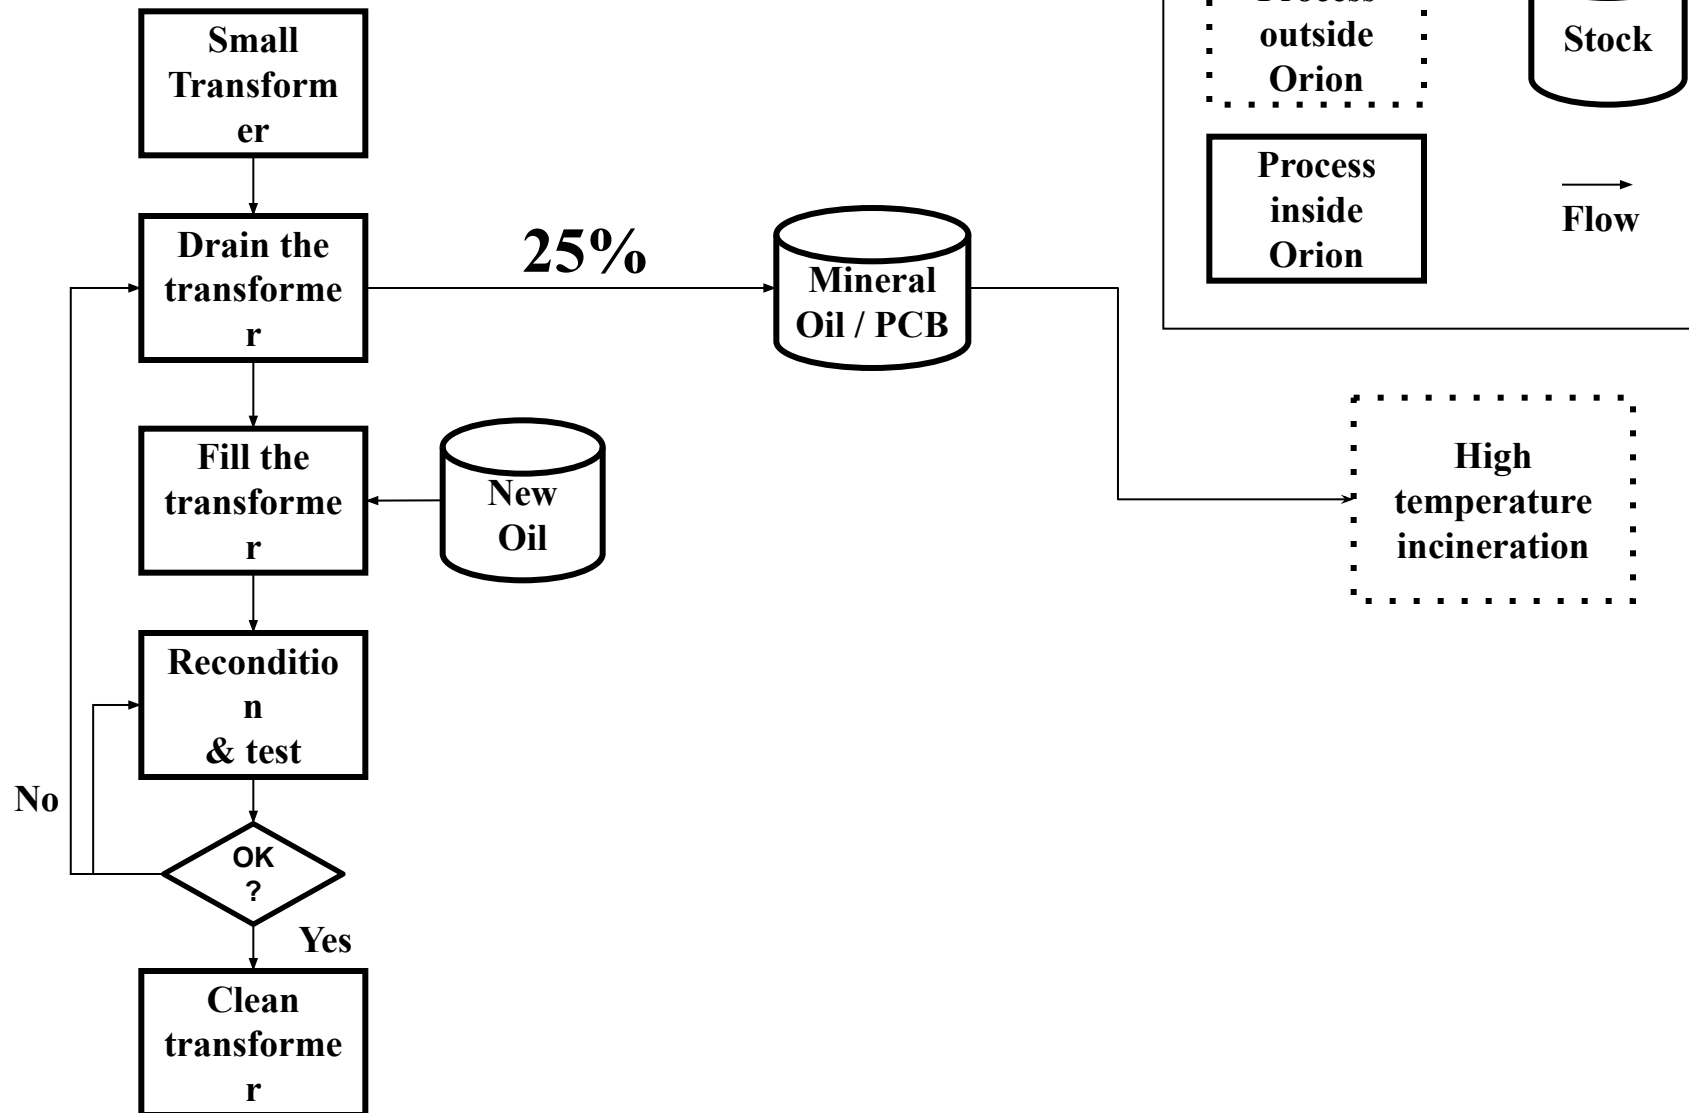 Small
Transform
er
Process
outside
Orion
Stock
Process
inside
Orion
Flow
Drain the
transforme
r
25%
Mineral
Oil / PCB
Fill the
transforme
r
New
Oil
High
temperature
incineration
Reconditio
n
& test
No
OK
?
Yes
Clean
transforme
r